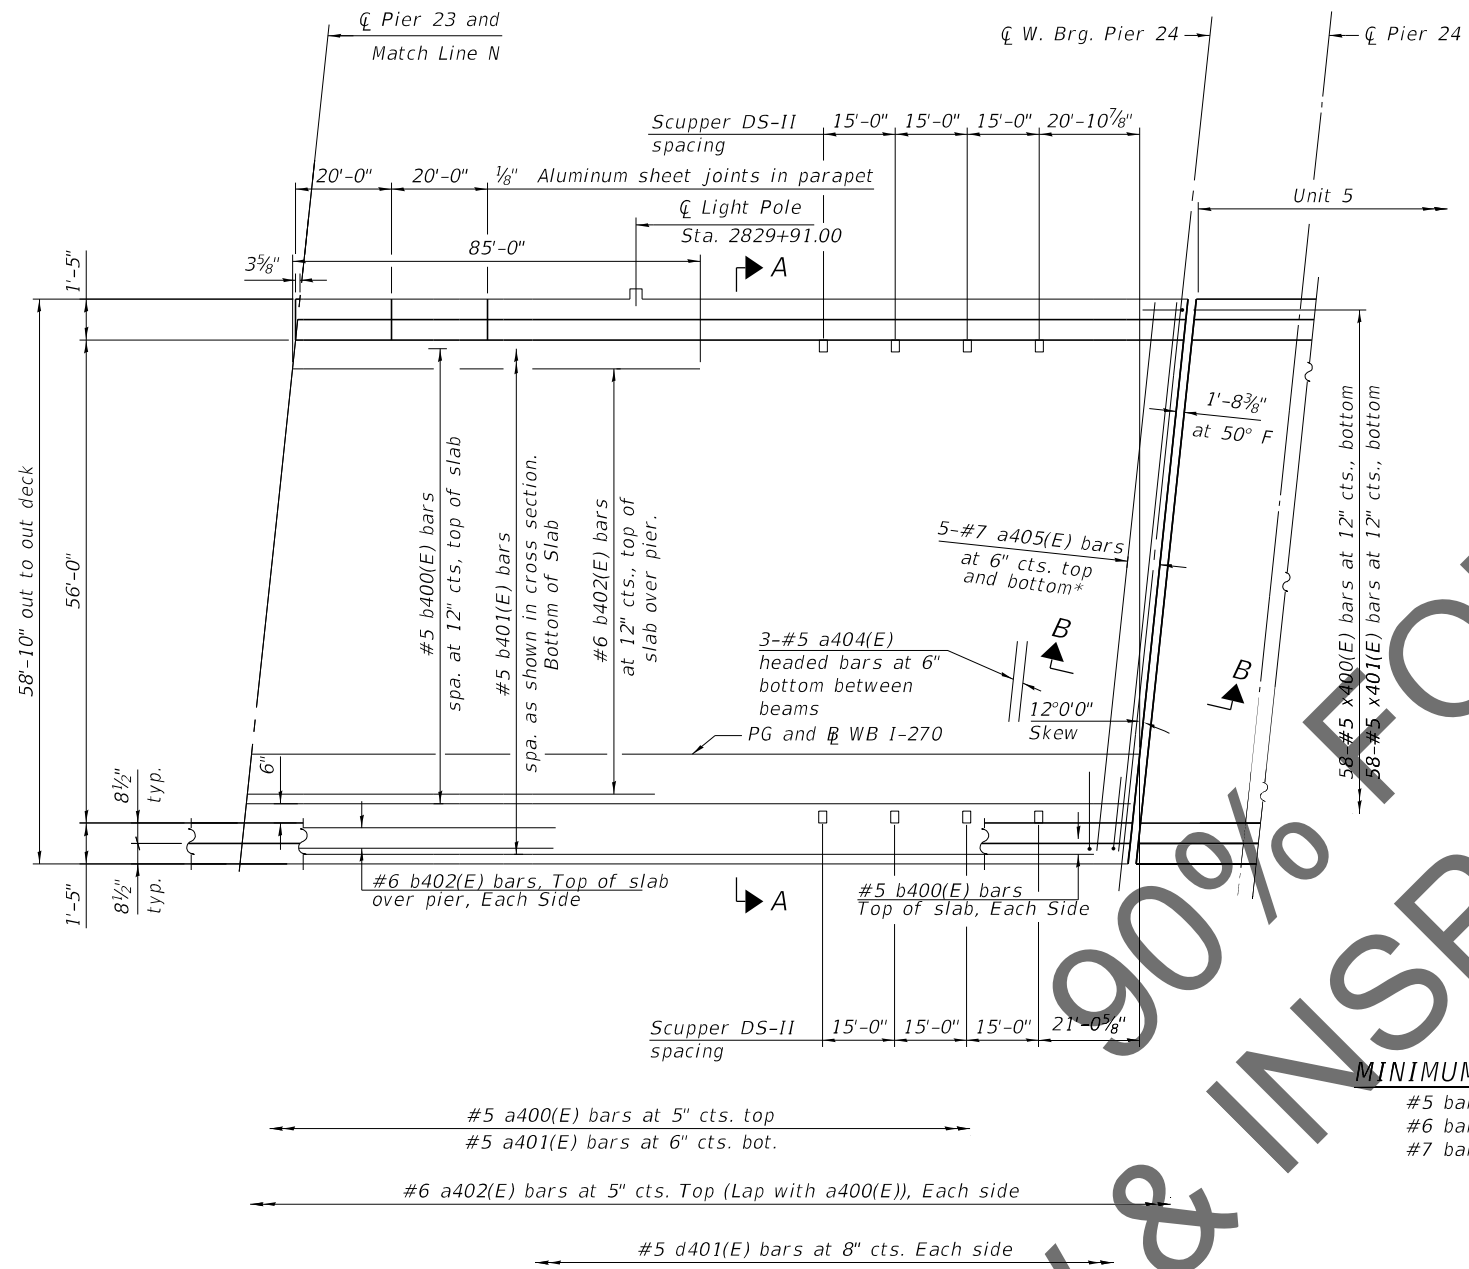 ℄ Pier 23 and
Match Line N
℄ W. Brg. Pier 24
℄ Pier 24
Scupper DS-II
spacing
15'-0"
15'-0"
15'-0"
20'-10⅞"
20'-0"
20'-0"
⅛" Aluminum sheet joints in parapet
℄ Light Pole
Sta. 2829+91.00
Unit 5
85'-0"
3⅝"
A
1'-5"
58'-10" out to out deck
56'-0"
#5 b400(E) bars
spa. at 12" cts, top of slab
#5 b401(E) bars
spa. as shown in cross section.
Bottom of Slab
#6 b402(E) bars
at 12" cts., top of
slab over pier.
1'-8⅜"
at 50° F
58-#5 x400(E) bars at 12" cts., bottom
58-#5 x401(E) bars at 12" cts., bottom
5-#7 a405(E) bars
at 6" cts. top
and bottom*
3-#5 a404(E)
headed bars at 6"
bottom between
beams
B
B
12°0'0"
Skew
PG and ⅊ WB I-270
6"
8½"
typ.
1'-5"
8½"
typ.
#6 b402(E) bars, Top of slab
over pier, Each Side
A
#5 b400(E) bars
Top of slab, Each Side
Scupper DS-II
spacing
15'-0"
15'-0"
15'-0"
21'-0⅝"
MINIMUM
#5 ba
#6 ba
#7 ba
#5 a400(E) bars at 5" cts. top
#5 a401(E) bars at 6" cts. bot.
#6 a402(E) bars at 5" cts. Top (Lap with a400(E)), Each side
#5 d401(E) bars at 8" cts. Each side
90% FO
& INSP